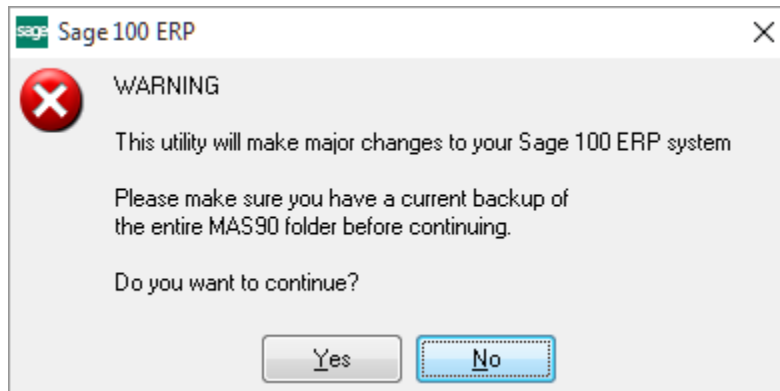 sage Sage 100 ERP
WARNING
This utility will make major changes to your Sage 100 ERP system
Please make sure you have a current backup of
the entire MAS90 folder before continuing.
Do you want to continue?
Yes No